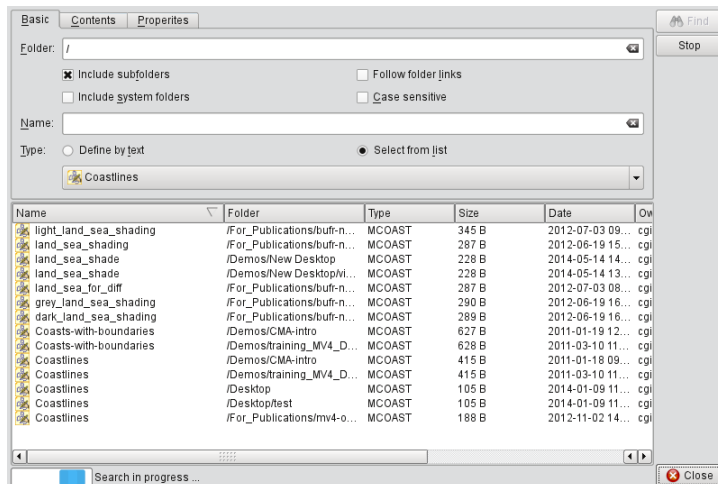 Basic Contents Properites Find
Folder: / Stop
Include subfolders Follow folder links
Include system folders Case sensitive
Name:
Type: Define by text Select from list
Coastlines
Name Folder Type Size Date Ow
light_land_sea_shading /For_Publications/bufr-n... MCOAST 345 B 2012-07-03 09... cgi
land_sea_shading /For_Publications/bufr-n... MCOAST 287 B 2012-06-19 15... cgi
land_sea_shade /Demos/New Desktop MCOAST 228 B 2014-05-14 14... cgi
land_sea_shade /Demos/New Desktop/vi... MCOAST 228 B 2014-05-14 13... cgi
land_sea_for_diff /For_Publications/bufr-n... MCOAST 287 B 2012-07-03 08... cgi
grey_land_sea_shading /For_Publications/bufr-n... MCOAST 290 B 2012-06-19 16... cgi
dark_land_sea_shading /For_Publications/bufr-n... MCOAST 289 B 2012-06-19 16... cgi
Coasts-with-boundaries /Demos/CMA-intro MCOAST 627 B 2011-01-19 12... cgi
Coasts-with-boundaries /Demos/training_MV4_D... MCOAST 628 B 2011-03-10 11... cgi
Coastlines /Demos/CMA-intro MCOAST 415 B 2011-01-18 09... cgi
Coastlines /Demos/training_MV4_D... MCOAST 415 B 2011-03-10 11... cgi
Coastlines /Desktop MCOAST 105 B 2014-01-09 11... cgi
Coastlines /Desktop/test MCOAST 105 B 2014-01-09 11... cgi
Coastlines /For_Publications/mv4-o... MCOAST 188 B 2012-11-02 14... cgi
Search in progress ... Close